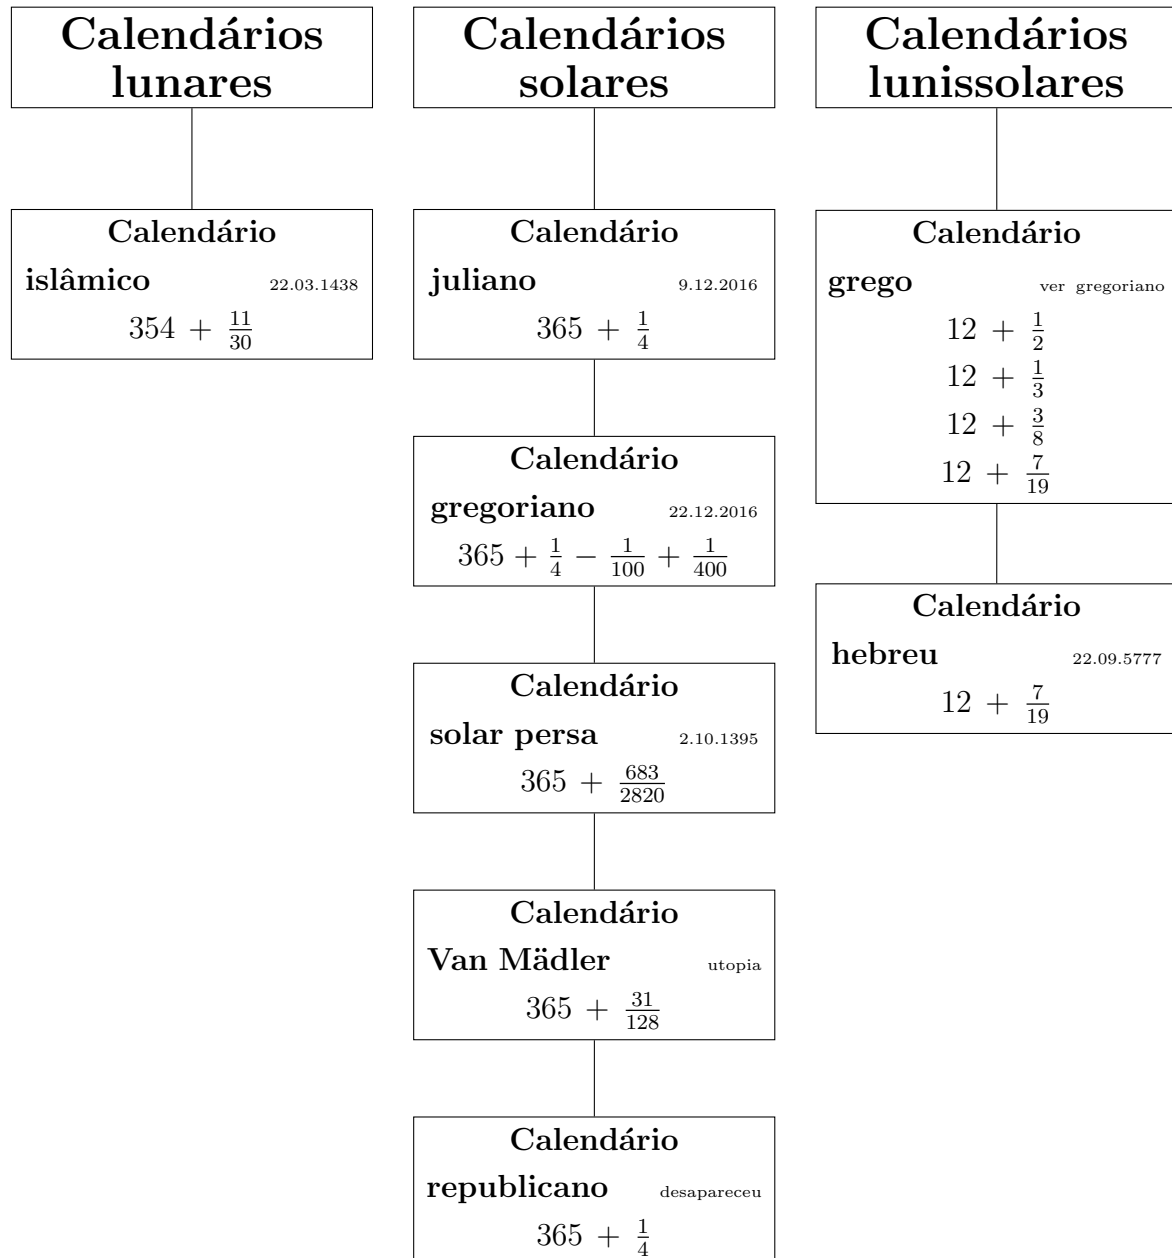 Calendários
lunares
Calendário
islâmico 22.03.1438
354 + 11/30
Calendários
solares
Calendário
juliano 9.12.2016
365 + 1/4
Calendário
gregoriano 22.12.2016
365 + 1/4 − 1/100 + 1/400
Calendário
solar persa 2.10.1395
365 + 683/2820
Calendário
Van Mädler utopia
365 + 31/128
Calendário
republicano desapareceu
365 + 1/4
Calendários
lunissolares
Calendário
grego ver gregoriano
12 + 1/2
12 + 1/3
12 + 3/8
12 + 7/19
Calendário
hebreu 22.09.5777
12 + 7/19